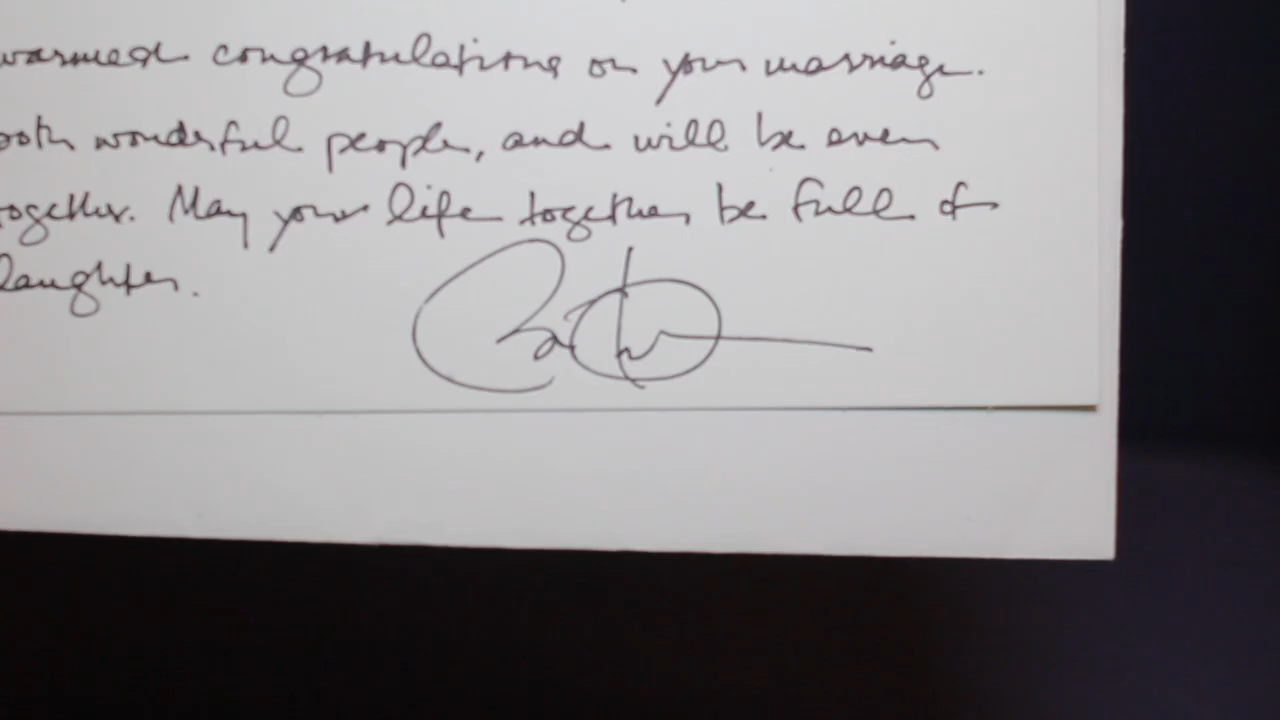 warmest congratulations on your marriage.
both wonderful people, and will be even
together. May your life together be full of
laughter.